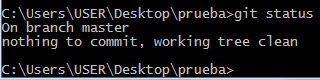 C:\Users\USER\Desktop\prueba>git status
On branch master
nothing to commit, working tree clean
C:\Users\USER\Desktop\prueba>